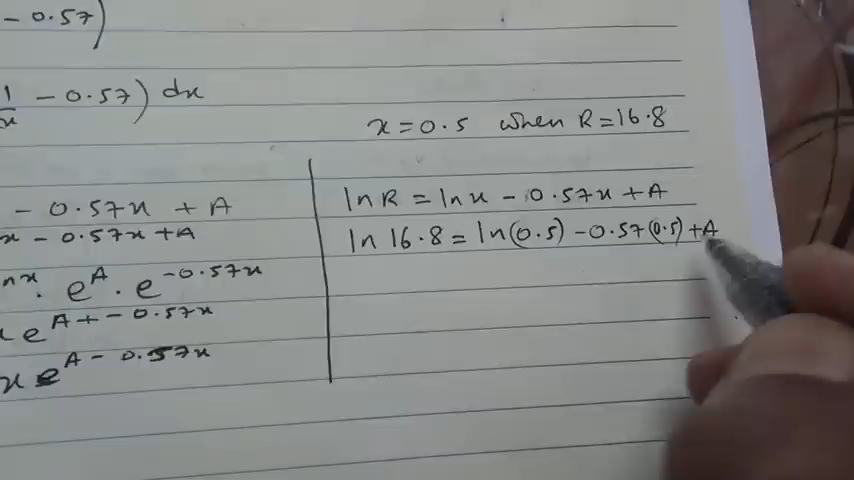 - 0.57)
1/x - 0.57) dx
x = 0.5 when R = 16.8
- 0.57x + A
x - 0.57x + A
nx . e^A . e^-0.57x
x e^A + - 0.57x
x e^A - 0.57x
ln R = ln x - 0.57x + A
ln 16.8 = ln(0.5) - 0.57(0.5) + A